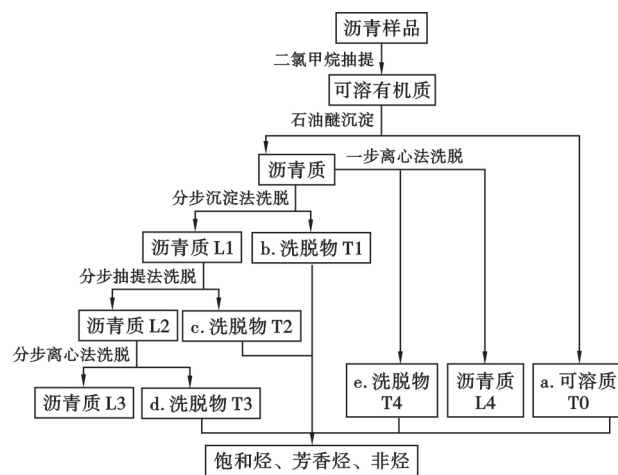 沥青样品
二氯甲烷抽提
可溶有机质
石油醚沉淀
沥青质
一步离心法洗脱
分步沉淀法洗脱
沥青质 L1
b. 洗脱物 T1
分步抽提法洗脱
沥青质 L2
c. 洗脱物 T2
分步离心法洗脱
沥青质 L3
d. 洗脱物 T3
e. 洗脱物
T4
沥青质
L4
a. 可溶质
T0
饱和烃、芳香烃、非烃